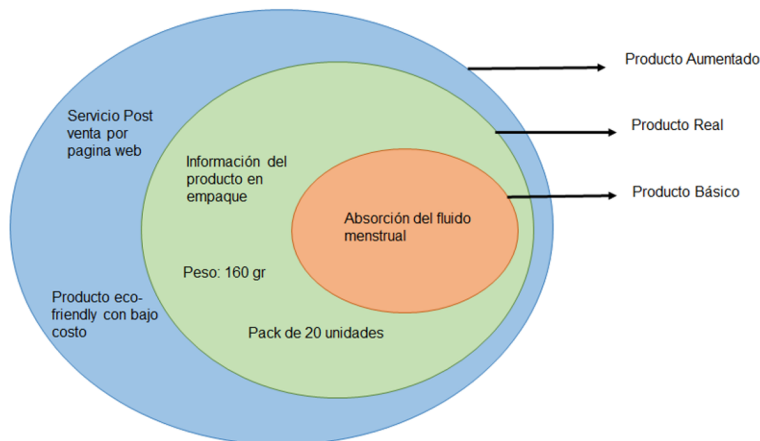 Producto Aumentado
Servicio Post
venta por
pagina web
Producto Real
Información del
producto en
empaque
Producto Básico
Absorción del fluido
menstrual
Peso: 160 gr
Producto eco-
friendly con bajo
costo
Pack de 20 unidades